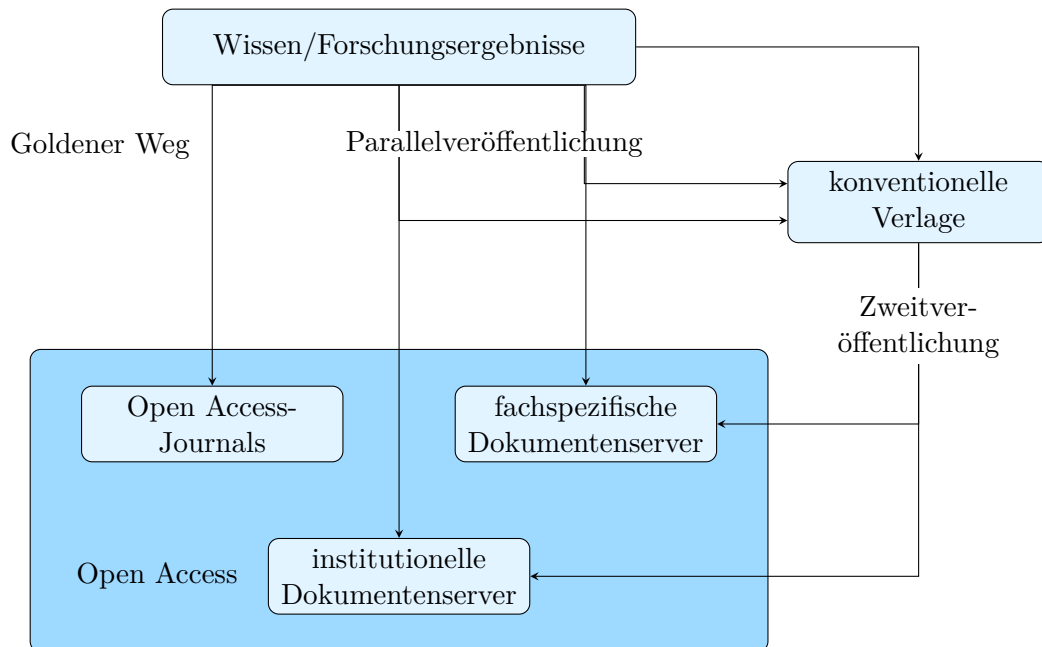 Wissen/Forschungsergebnisse
Goldener Weg
Parallelveröffentlichung
konventionelle
Verlage
Zweitver-
öffentlichung
Open Access-
Journals
fachspezifische
Dokumentenserver
Open Access
institutionelle
Dokumentenserver